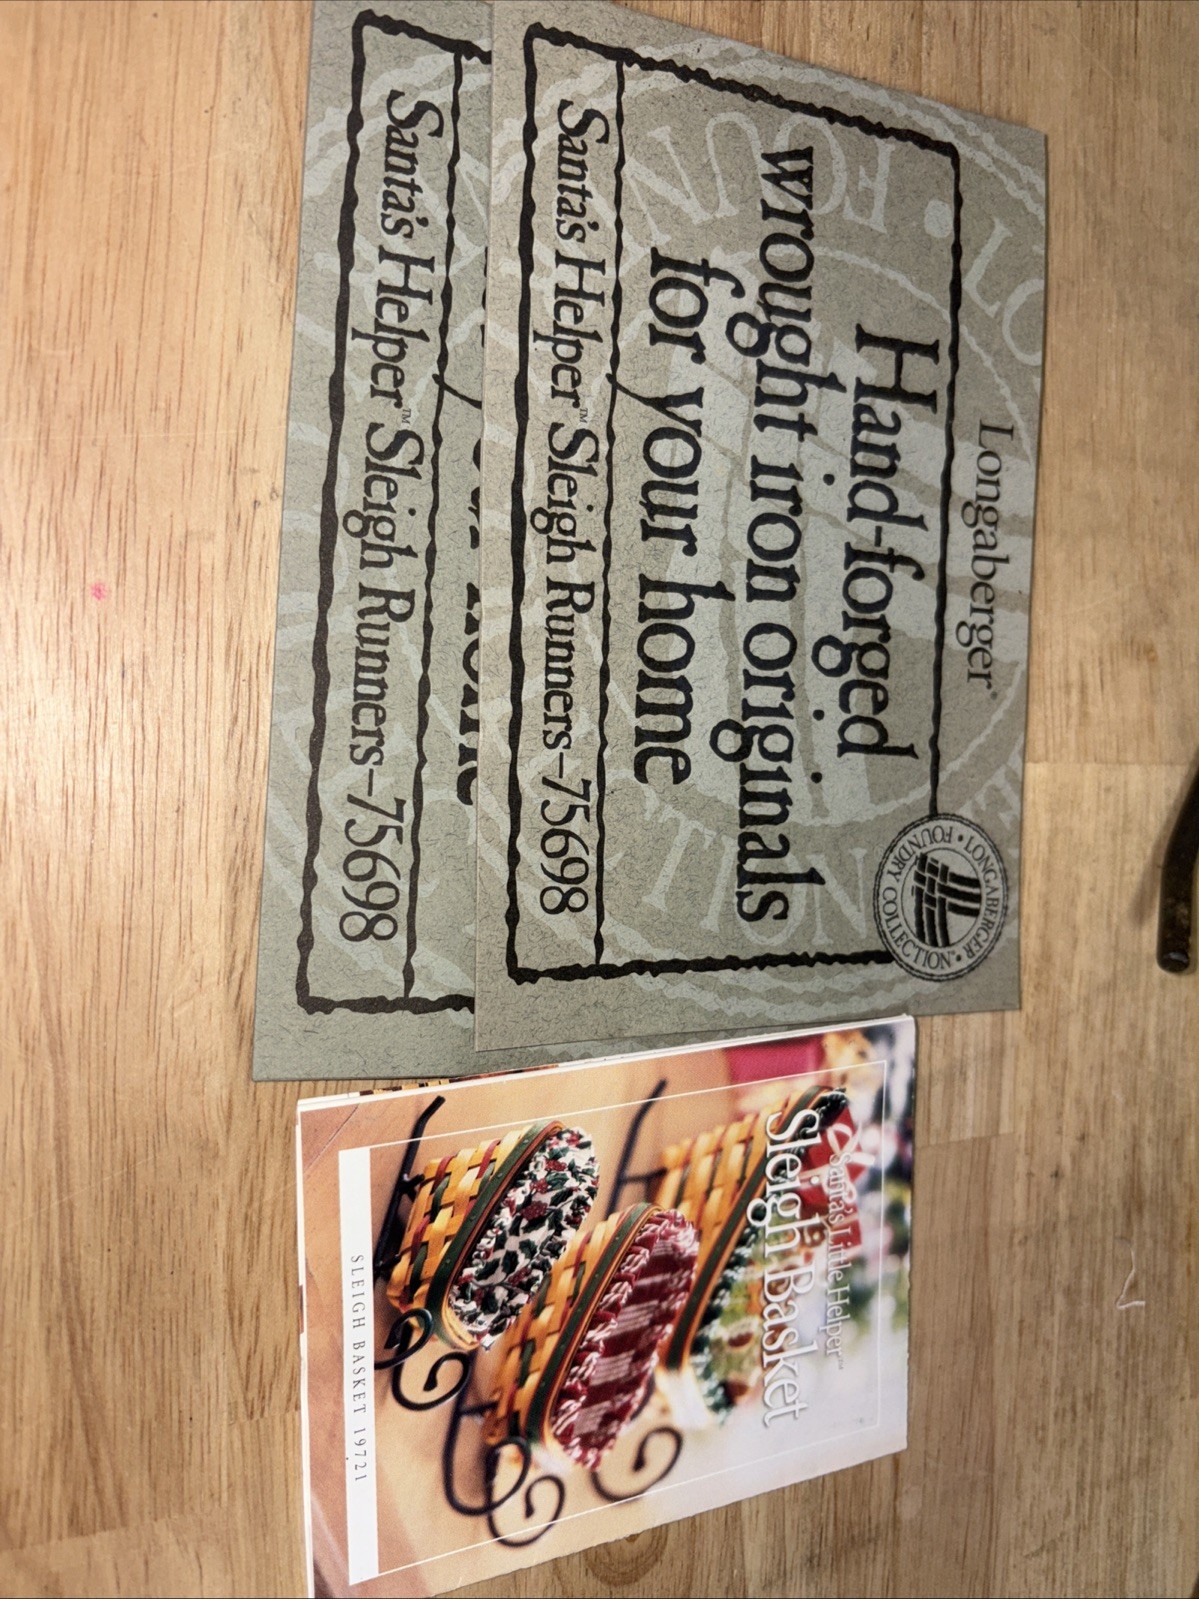 Longaberger®
Hand-forged
wrought iron originals
for your home
Santa's Helper™ Sleigh Runners–75698
LONGABERGER • FOUNDRY COLLECTION™ •
Santa's Helper™ Sleigh Runners–75698
Santa's Little Helper™
Sleigh Basket
SLEIGH BASKET 19721